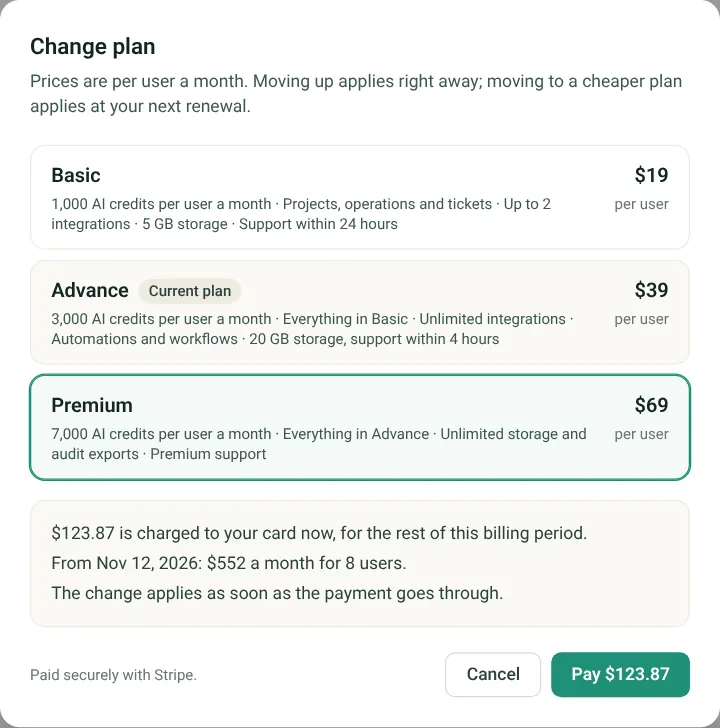 Change plan
Prices are per user a month. Moving up applies right away; moving to a cheaper plan
applies at your next renewal.
Basic
$19
1,000 AI credits per user a month · Projects, operations and tickets · Up to 2
integrations · 5 GB storage · Support within 24 hours
per user
Advance
Current plan
$39
3,000 AI credits per user a month · Everything in Basic · Unlimited integrations ·
Automations and workflows · 20 GB storage, support within 4 hours
per user
Premium
$69
7,000 AI credits per user a month · Everything in Advance · Unlimited storage and
audit exports · Premium support
per user
$123.87 is charged to your card now, for the rest of this billing period.
From Nov 12, 2026: $552 a month for 8 users.
The change applies as soon as the payment goes through.
Paid securely with Stripe.
Cancel
Pay $123.87